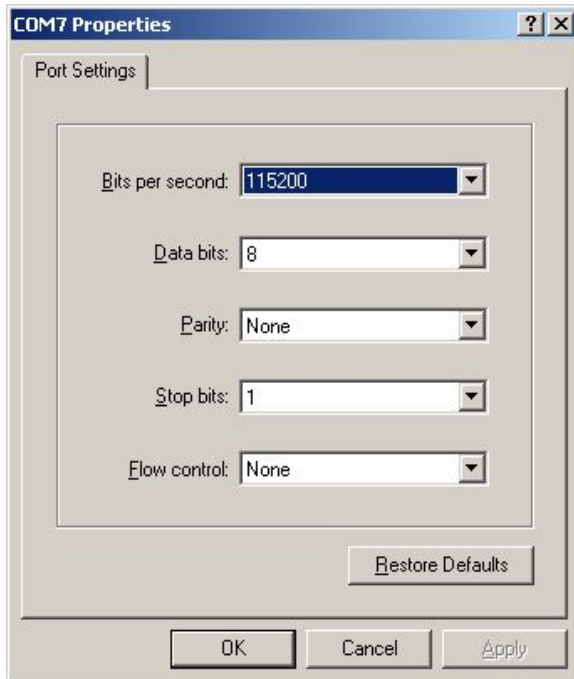 COM7 Properties
Port Settings
Bits per second: 115200
Data bits: 8
Parity: None
Stop bits: 1
Flow control: None
Restore Defaults
OK Cancel Apply